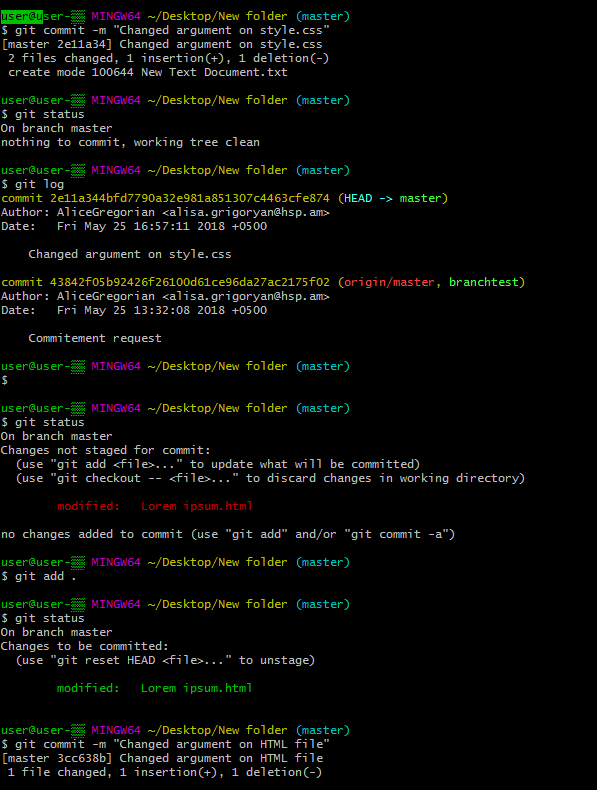 user@user-▒▒ MINGW64 ~/Desktop/New folder (master)
$ git commit -m "Changed argument on style.css"
[master 2e11a34] Changed argument on style.css
 2 files changed, 1 insertion(+), 1 deletion(-)
 create mode 100644 New Text Document.txt

user@user-▒▒ MINGW64 ~/Desktop/New folder (master)
$ git status
On branch master
nothing to commit, working tree clean

user@user-▒▒ MINGW64 ~/Desktop/New folder (master)
$ git log
commit 2e11a344bfd7790a32e981a851307c4463cfe874 (HEAD -> master)
Author: AliceGregorian <alisa.grigoryan@hsp.am>
Date:   Fri May 25 16:57:11 2018 +0500

    Changed argument on style.css

commit 43842f05b92426f26100d61ce96da27ac2175f02 (origin/master, branchtest)
Author: AliceGregorian <alisa.grigoryan@hsp.am>
Date:   Fri May 25 13:32:08 2018 +0500

    Commitement request

user@user-▒▒ MINGW64 ~/Desktop/New folder (master)
$

user@user-▒▒ MINGW64 ~/Desktop/New folder (master)
$ git status
On branch master
Changes not staged for commit:
  (use "git add <file>..." to update what will be committed)
  (use "git checkout -- <file>..." to discard changes in working directory)

        modified:   Lorem ipsum.html

no changes added to commit (use "git add" and/or "git commit -a")

user@user-▒▒ MINGW64 ~/Desktop/New folder (master)
$ git add .

user@user-▒▒ MINGW64 ~/Desktop/New folder (master)
$ git status
On branch master
Changes to be committed:
  (use "git reset HEAD <file>..." to unstage)

        modified:   Lorem ipsum.html


user@user-▒▒ MINGW64 ~/Desktop/New folder (master)
$ git commit -m "Changed argument on HTML file"
[master 3cc638b] Changed argument on HTML file
 1 file changed, 1 insertion(+), 1 deletion(-)